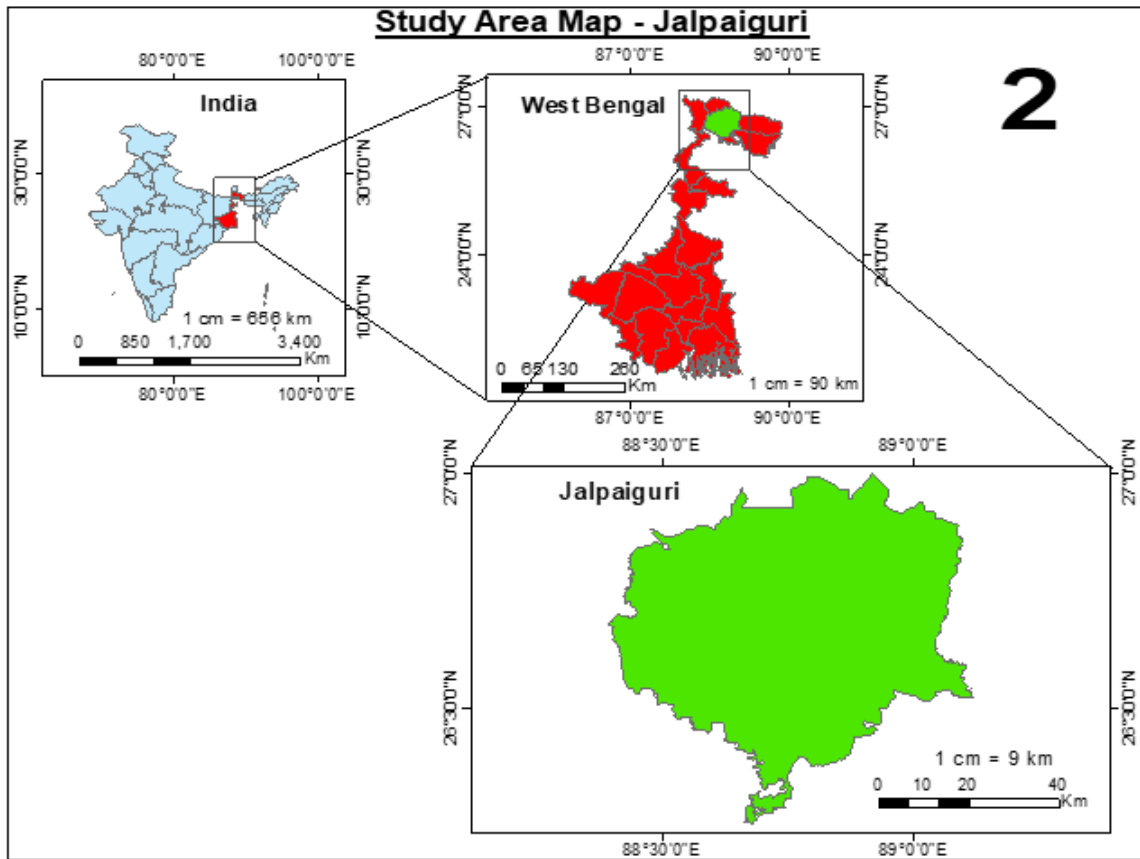 Study Area Map - Jalpaiguri
2
80°0'0"E 100°0'0"E
India
30°0'0"N
10°0'0"N
30°0'0"N
10°0'0"N
1 cm = 656 km
0 850 1,700 3,400
Km
80°0'0"E 100°0'0"E
87°0'0"E 90°0'0"E
West Bengal
27°0'0"N
24°0'0"N
27°0'0"N
24°0'0"N
0 65 130 260
Km
1 cm = 90 km
87°0'0"E 90°0'0"E
88°30'0"E 89°0'0"E
Jalpaiguri
27°0'0"N
26°30'0"N
27°0'0"N
26°30'0"N
1 cm = 9 km
0 10 20 40
Km
88°30'0"E 89°0'0"E